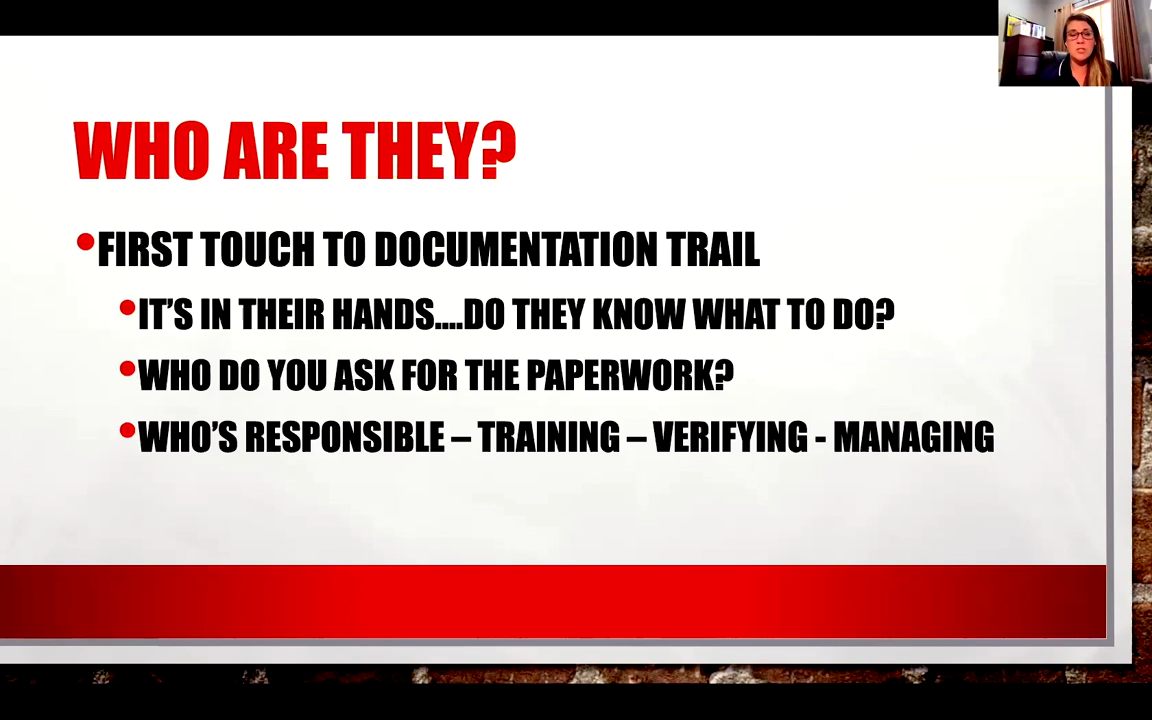 WHO ARE THEY?
•FIRST TOUCH TO DOCUMENTATION TRAIL
•IT'S IN THEIR HANDS....DO THEY KNOW WHAT TO DO?
•WHO DO YOU ASK FOR THE PAPERWORK?
•WHO'S RESPONSIBLE – TRAINING – VERIFYING - MANAGING